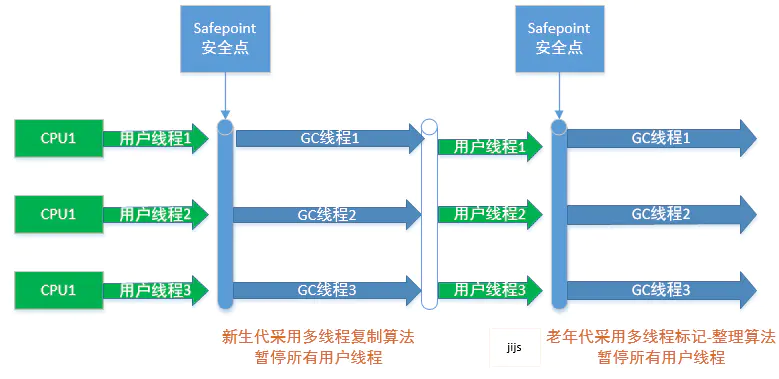 Safepoint
安全点
Safepoint
安全点
CPU1
用户线程1
GC线程1
用户线程1
GC线程1
CPU1
用户线程2
GC线程2
用户线程2
GC线程2
CPU1
用户线程3
GC线程3
用户线程3
GC线程3
新生代采用多线程复制算法
暂停所有用户线程
jijs
老年代采用多线程标记-整理算法
暂停所有用户线程